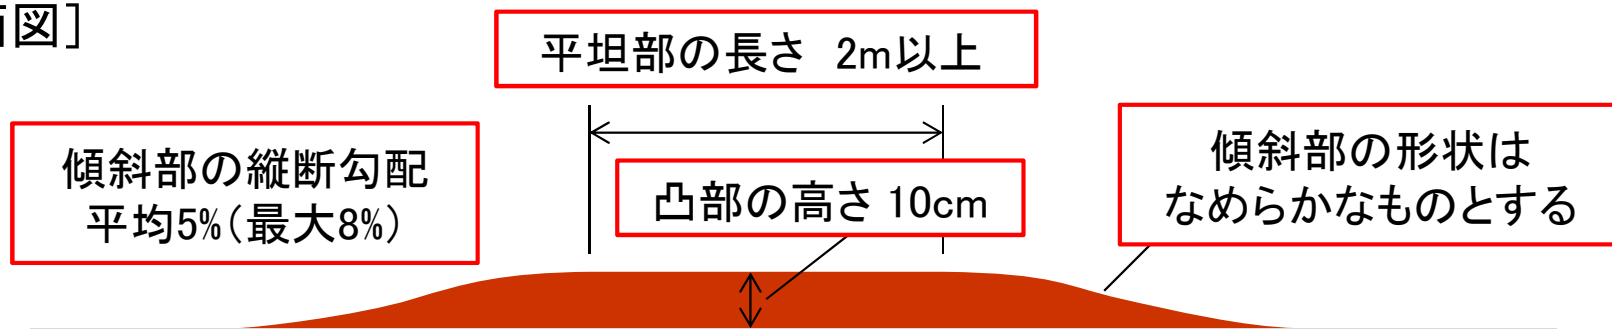 図]
平坦部の長さ 2m以上
傾斜部の縦断勾配
平均5%(最大8%)
凸部の高さ 10cm
傾斜部の形状は
なめらかなものとする